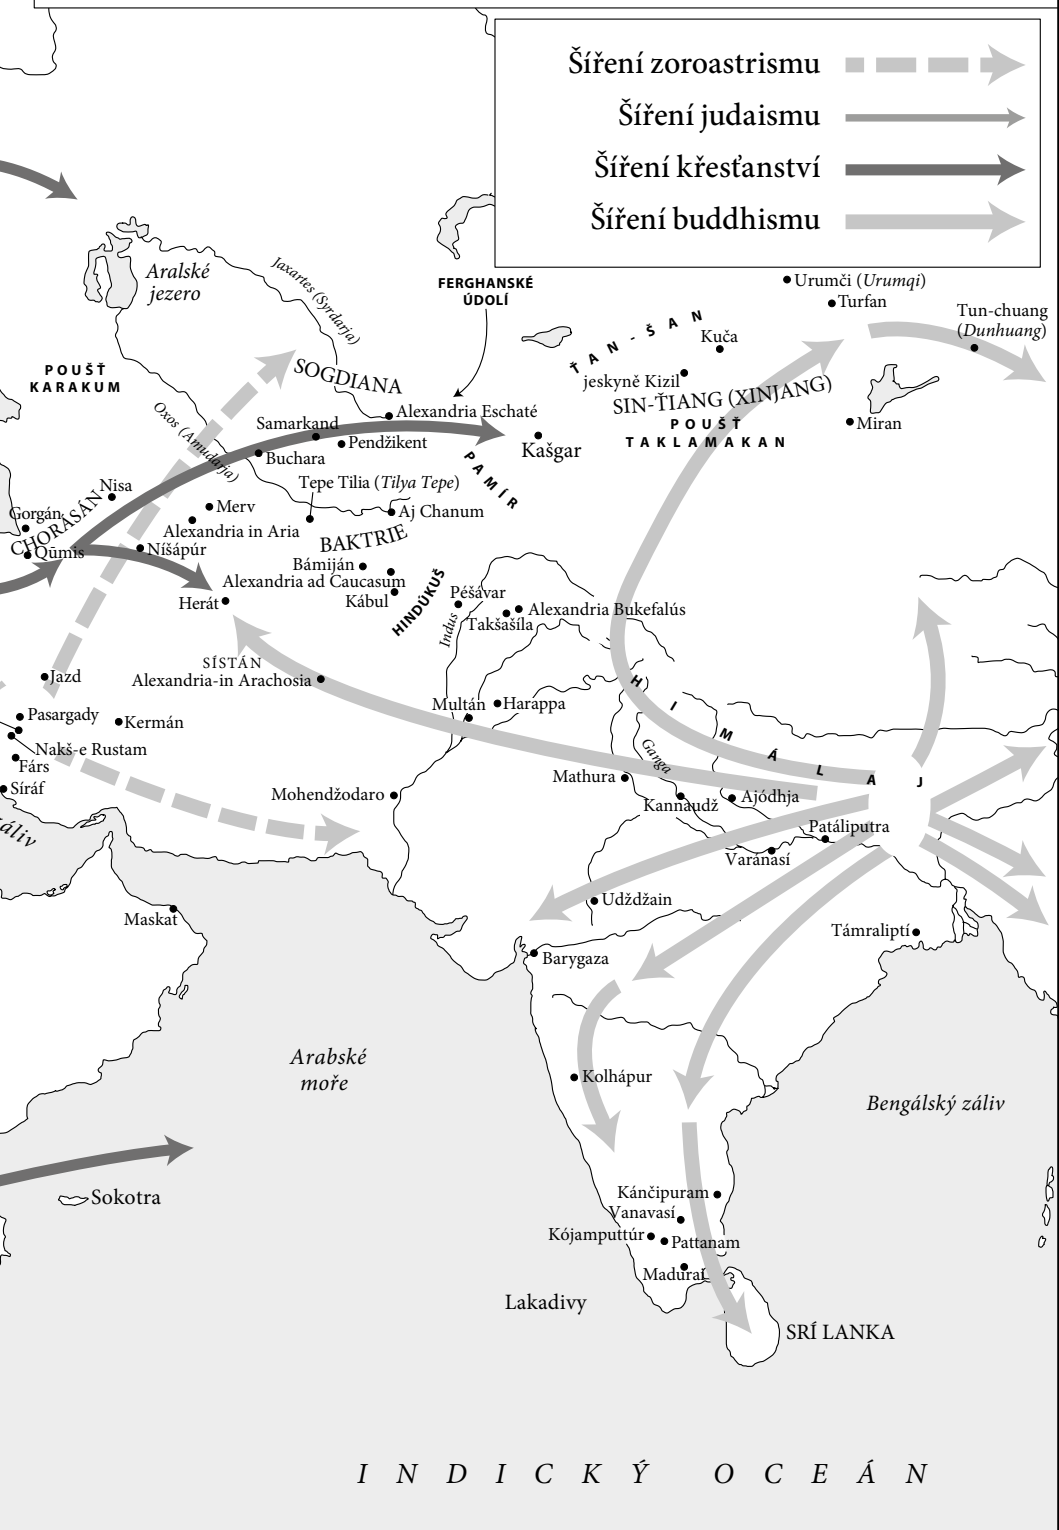 Šíření zoroastrismu
Šíření judaismu
Šíření křesťanství
Šíření buddhismu
Aralské
jezero
Jaxartes (Syrdarja)
FERGHANSKÉ
ÚDOLÍ
Urumči (Urumqi)
Turfan
Tun-chuang
(Dunhuang)
ŤAN-ŠAN
Kuča
jeskyně Kizil
SIN-ŤIANG (XINJANG)
POUŠŤ
TAKLAMAKAN
Miran
POUŠŤ
KARAKUM
SOGDIANA
Oxos (Amudarja)
Samarkand
Alexandria Eschaté
Pendžikent
Buchara
Kašgar
PAMÍR
Tepe Tilia (Tilya Tepe)
Nisa
Merv
Aj Chanum
Gorgán
CHORÁSÁN
Alexandria in Aria
BAKTRIE
Qūmis
Níšápúr
Bámiján
Alexandria ad Caucasum
Kábul
HINDÚKUŠ
Herát
Péšávar
Indus
Takšašíla
Alexandria Bukefalús
SÍSTÁN
Alexandria-in Arachosia
Jazd
Multán
Harappa
HIMÁLAJ
Pasargady
Kermán
Nakš-e Rustam
Fárs
Síráf
záliv
Ganga
Mathura
Mohendžodaro
Kannaudž
Ajódhja
Patáliputra
Varánasí
Udždžain
Maskat
Támraliptí
Barygaza
Arabské
moře
Kolhápur
Bengálský záliv
Sokotra
Kánčipuram
Vanavasí
Kójamputtúr
Pattanam
Madurai
Lakadivy
SRÍ LANKA
INDICKÝ OCEÁN